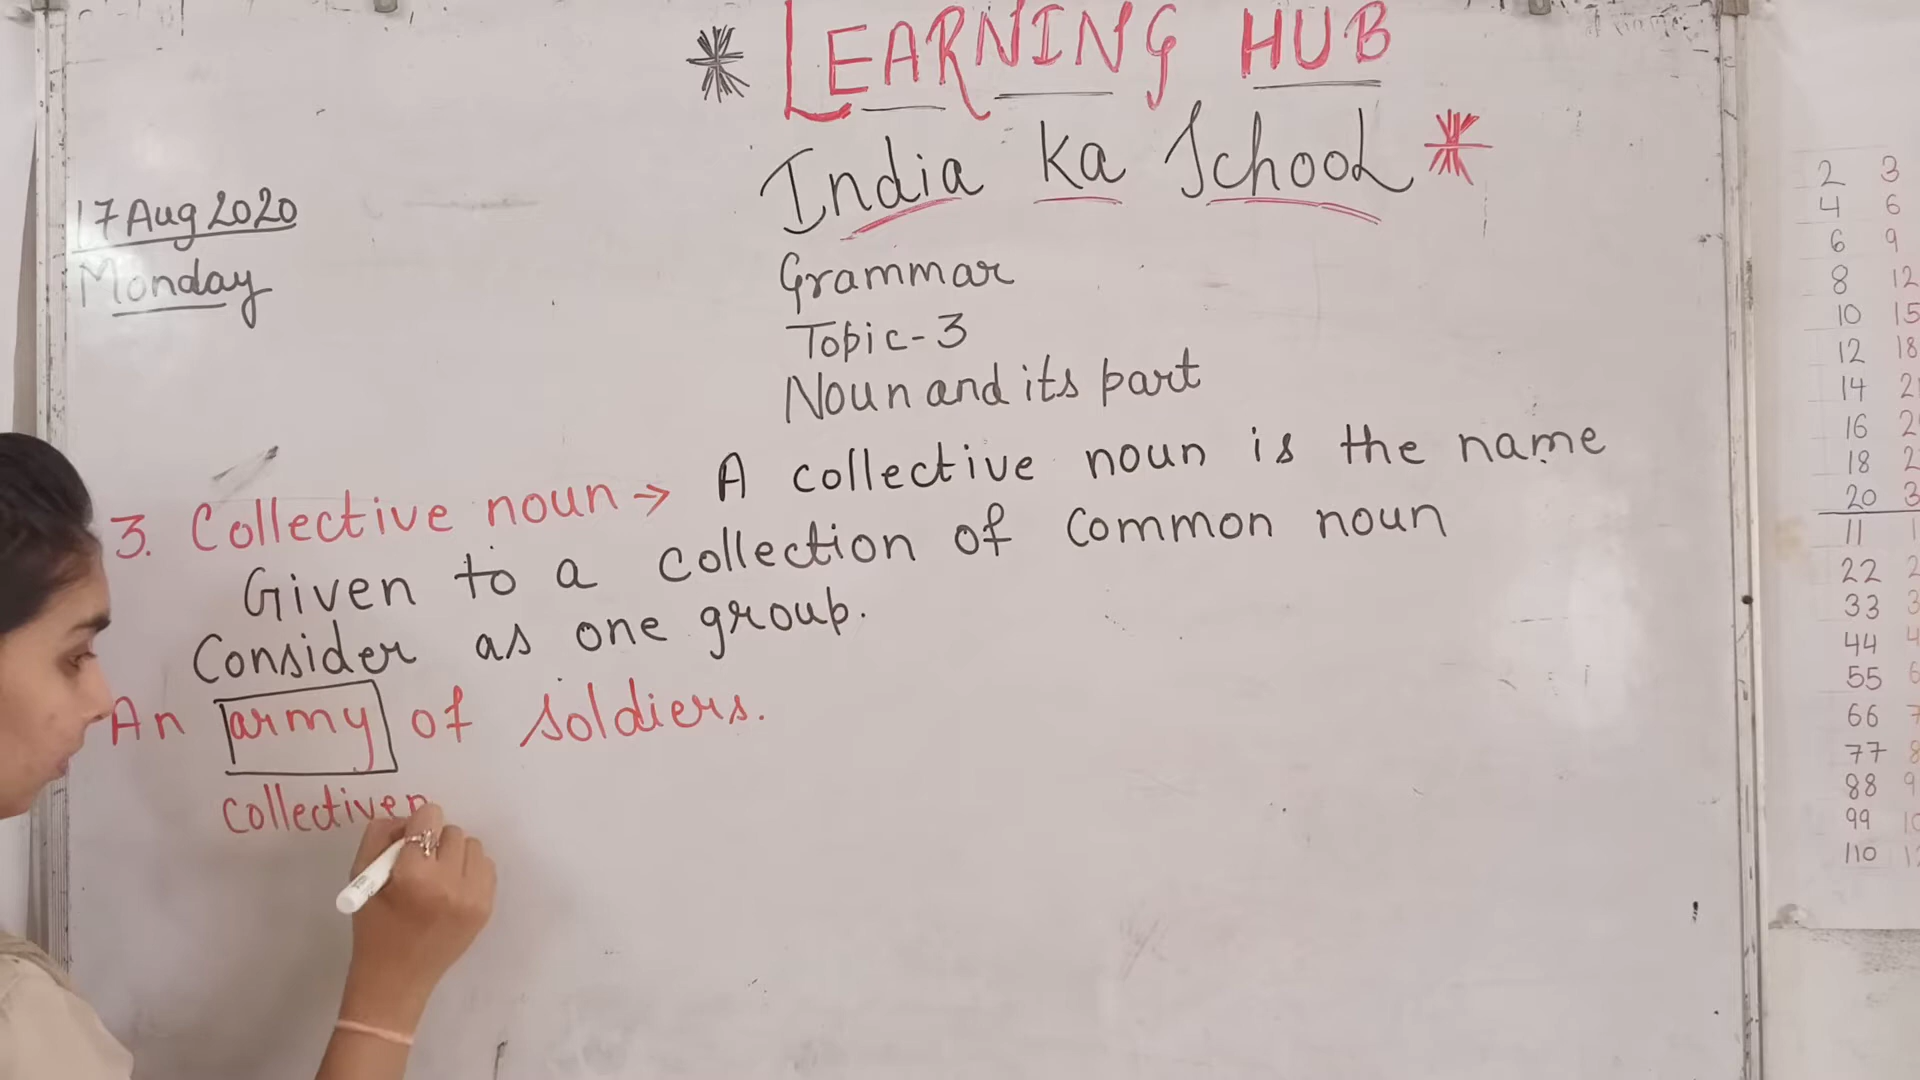 LEARNING HUB
India Ka School
17 Aug 2020
Monday
Grammar
Topic-3
Noun and its part
3. Collective noun → A collective noun is the name
Given to a collection of Common noun
Consider as one group.
An army of soldiers.
Collective n
2 3
4 6
6 9
8 12
10 15
12 18
14
16
18
20
11
22
33
44
55
66
77
88
99
110